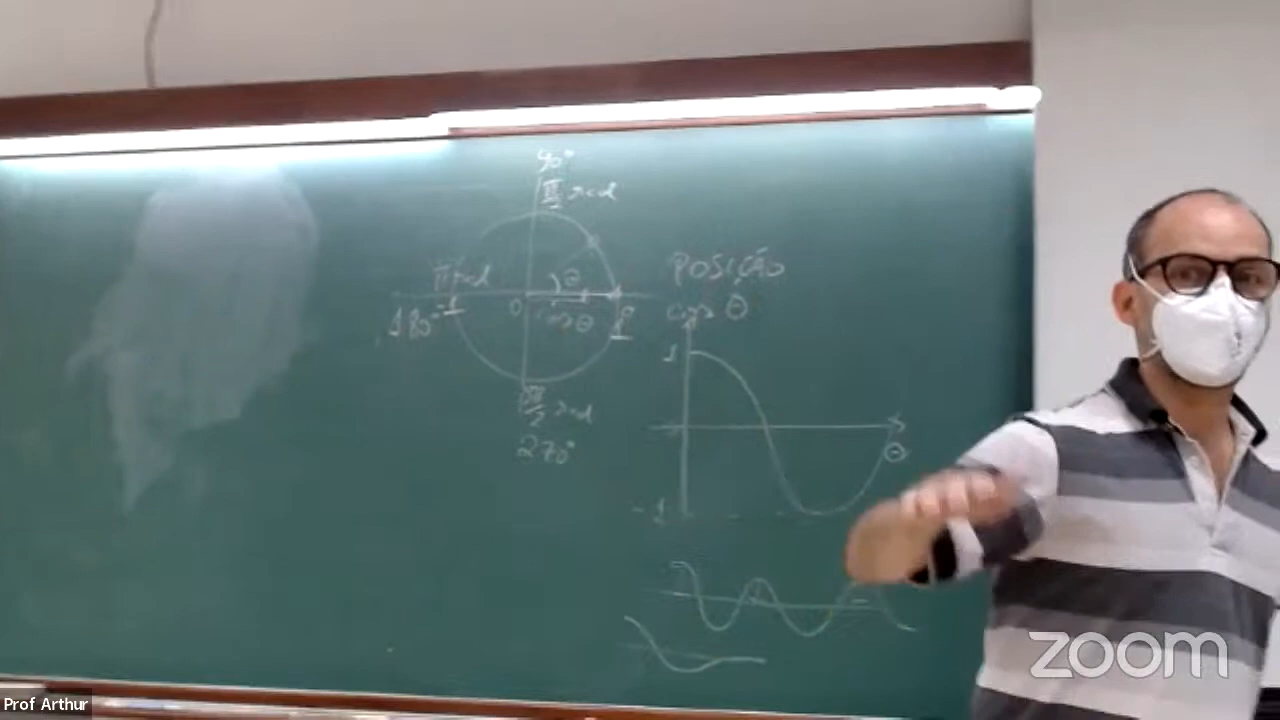 90°
π/2 rad
π rad
θ
POSIÇÃO
180°
-1
0
cos θ
cos θ
1
3π/2 rad
270°
θ
-1
zoom
Prof Arthur